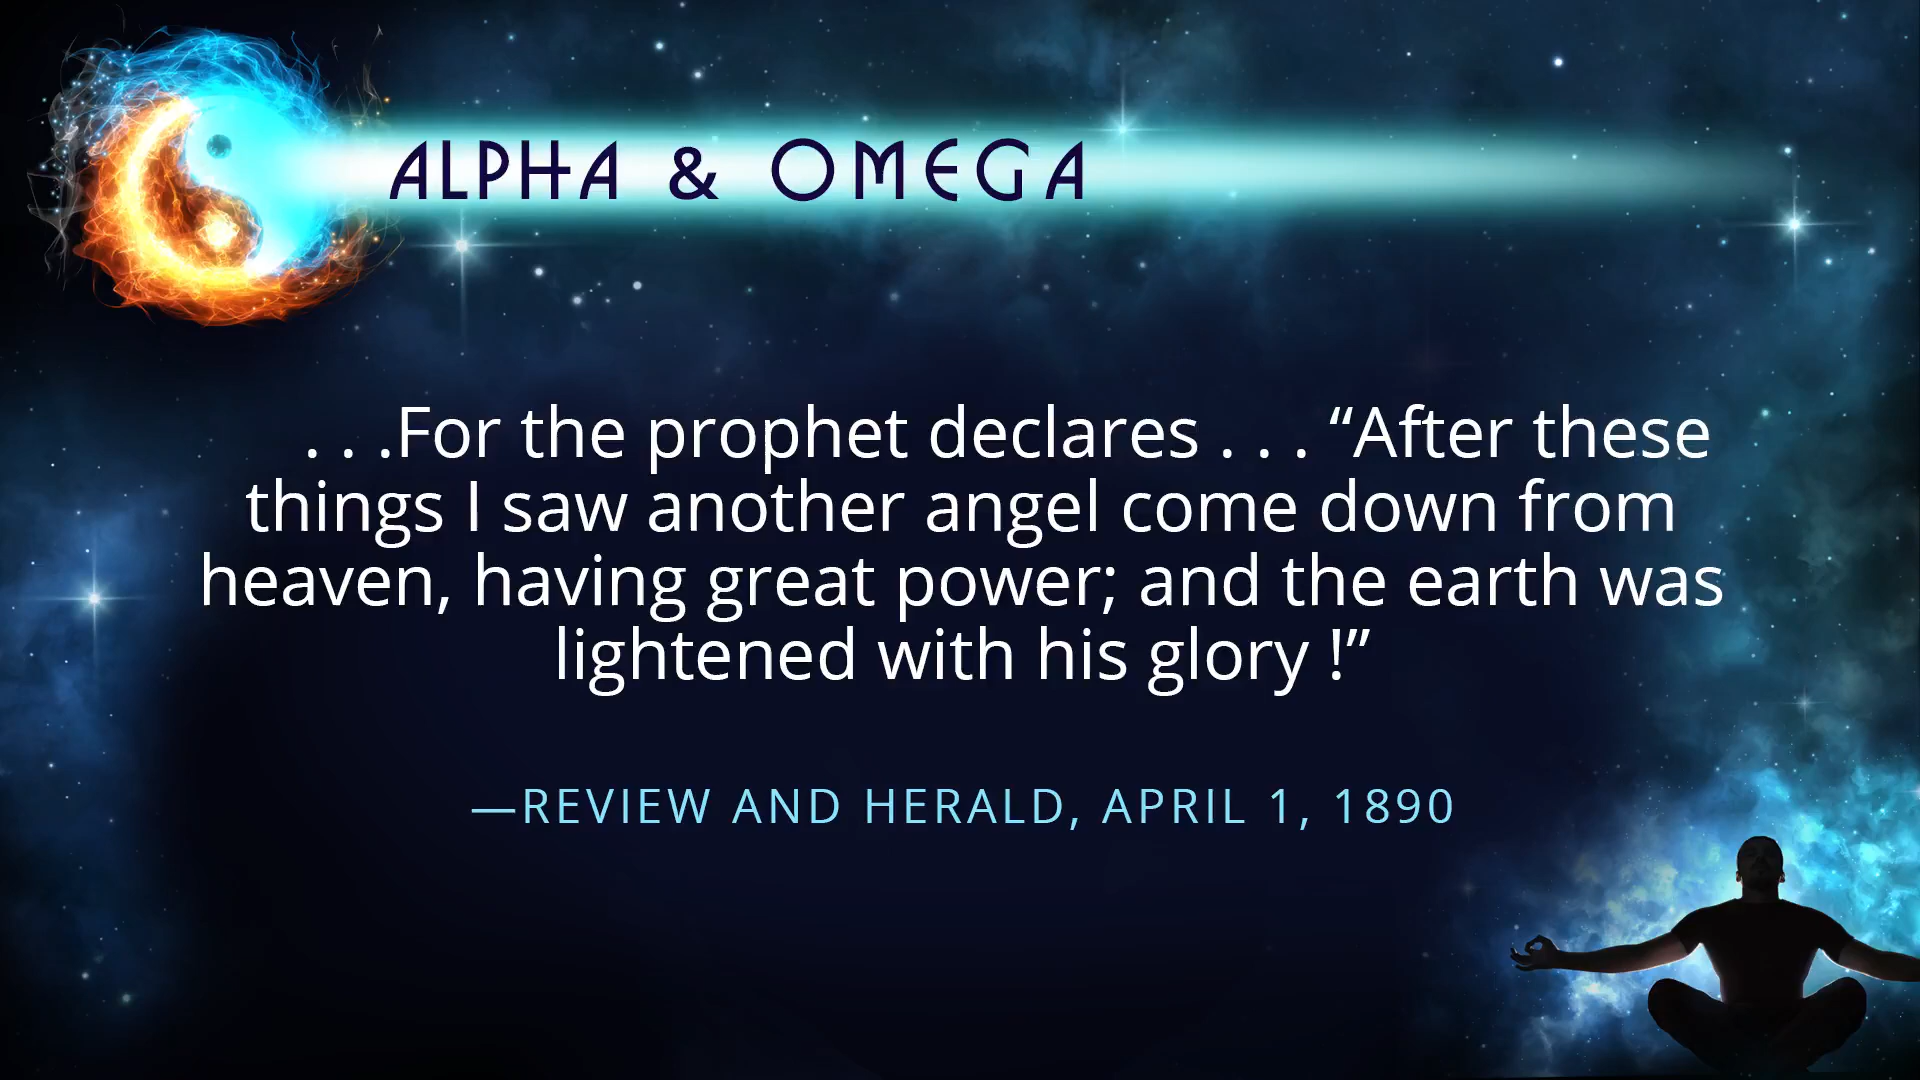 ALPHA & OMEGA
. . .For the prophet declares . . . “After these
things I saw another angel come down from
heaven, having great power; and the earth was
lightened with his glory !”
—REVIEW AND HERALD, APRIL 1, 1890